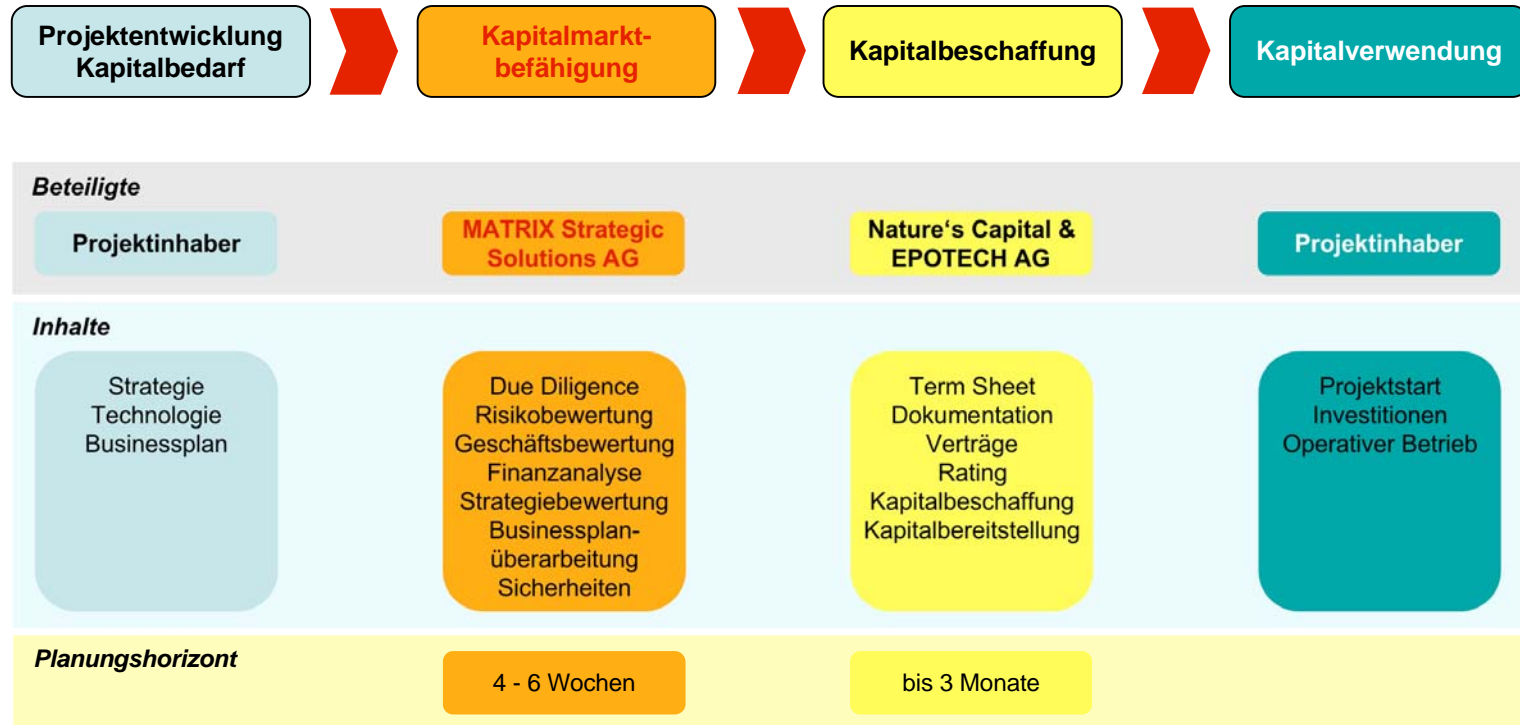 Projektentwicklung
Kapitalbedarf
Kapitalmarkt-
befähigung
Kapitalbeschaffung
Kapitalverwendung
Beteiligte
Projektinhaber
MATRIX Strategic
Solutions AG
Nature‘s Capital &
EPOTECH AG
Projektinhaber
Inhalte
Strategie
Technologie
Businessplan
Due Diligence
Risikobewertung
Geschäftsbewertung
Finanzanalyse
Strategiebewertung
Businessplan-
überarbeitung
Sicherheiten
Term Sheet
Dokumentation
Verträge
Rating
Kapitalbeschaffung
Kapitalbereitstellung
Projektstart
Investitionen
Operativer Betrieb
Planungshorizont
4 - 6 Wochen
bis 3 Monate